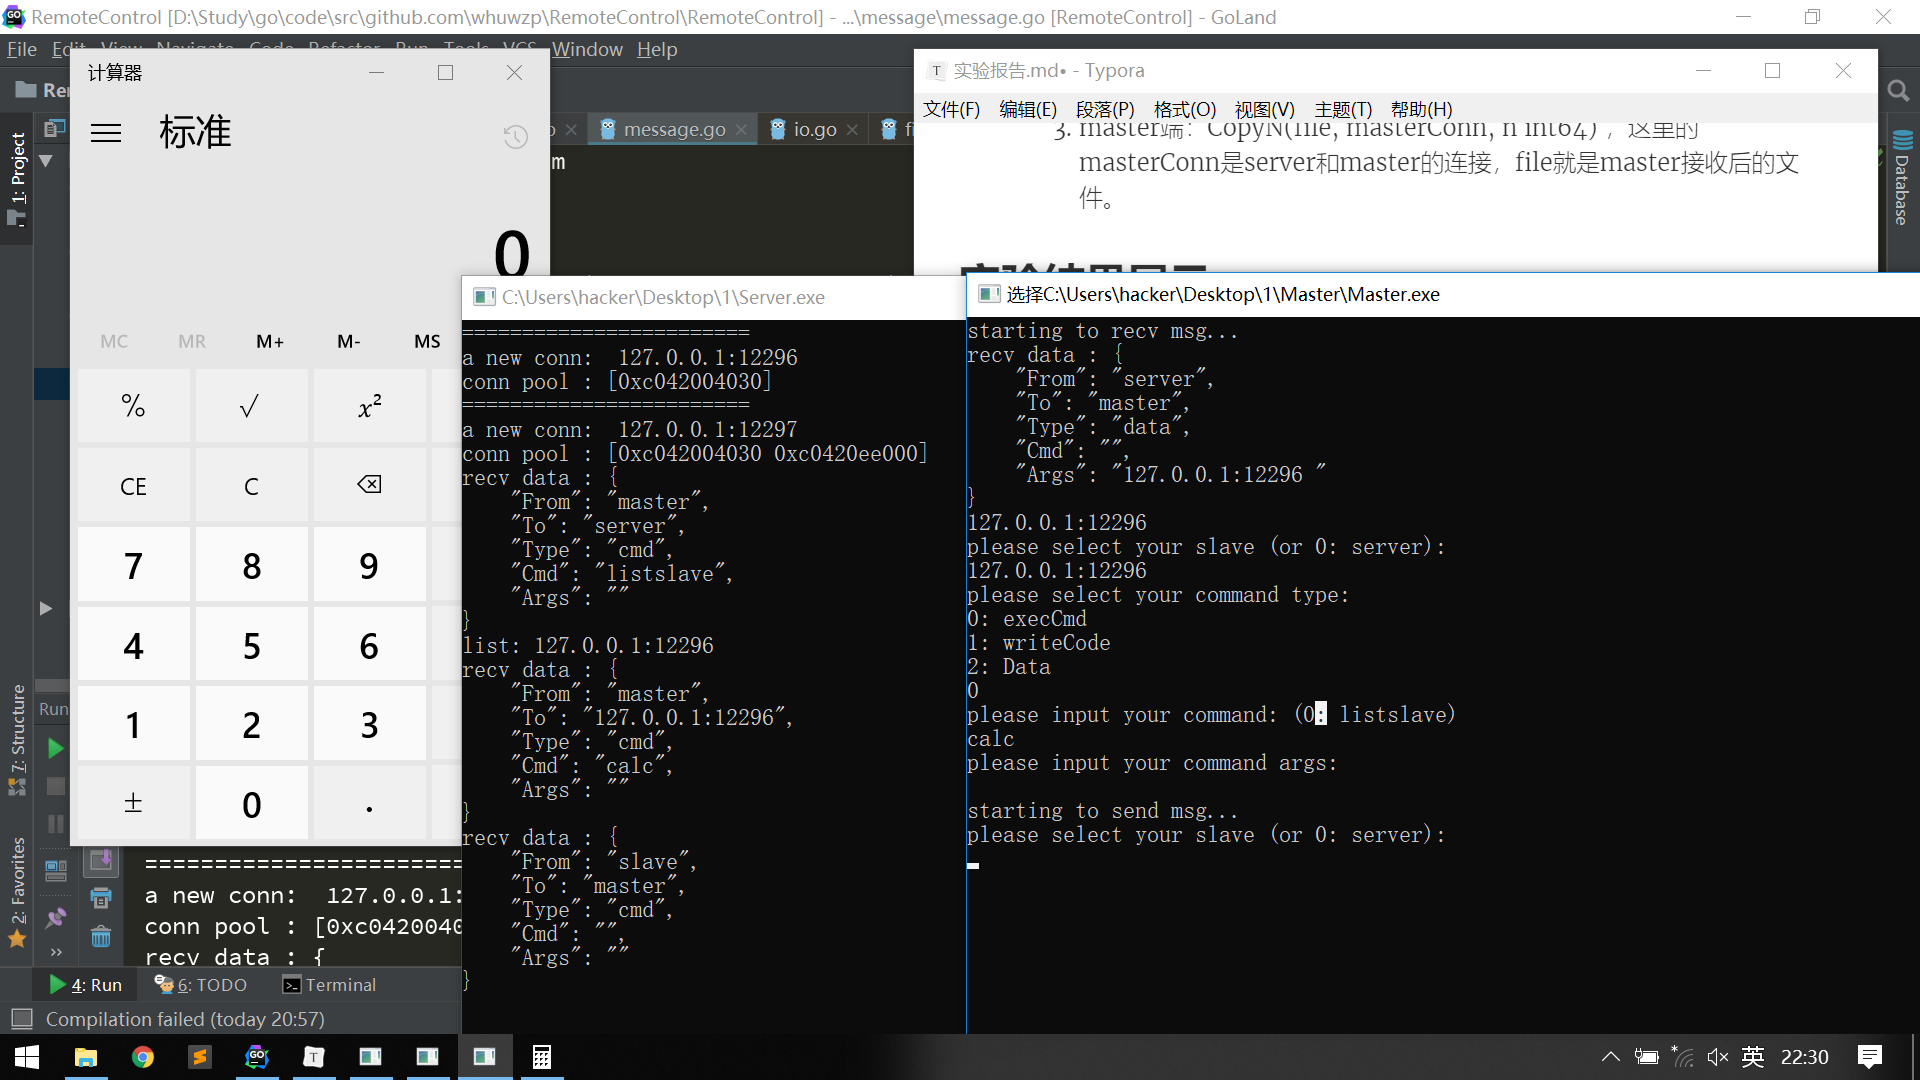 RemoteControl [D:\Study\go\code\src\github.com\whuwzp\RemoteControl\RemoteControl] - ...\message\message.go [RemoteControl] - GoLand
File Edit View Navigate Code Refactor Run Tools VCS Window Help
计算器
标准
0
MC MR M+ M- MS
% √ x²
CE C
7 8 9
4 5 6
1 2 3
± 0 .
1: Project
7: Structure
2: Favorites
Run
message.go
io.go
m
Database
实验报告.md• - Typora
文件(F) 编辑(E) 段落(P) 格式(O) 视图(V) 主题(T) 帮助(H)
3. master端：CopyN(file, masterConn, n int64)，这里的
masterConn是server和master的连接，file就是master接收后的文
件。
C:\Users\hacker\Desktop\1\Server.exe
========================
a new conn:  127.0.0.1:12296
conn pool : [0xc042004030]
========================
a new conn:  127.0.0.1:12297
conn pool : [0xc042004030 0xc0420ee000]
recv data : {
    "From": "master",
    "To": "server",
    "Type": "cmd",
    "Cmd": "listslave",
    "Args": ""
}
list: 127.0.0.1:12296
recv data : {
    "From": "master",
    "To": "127.0.0.1:12296",
    "Type": "cmd",
    "Cmd": "calc",
    "Args": ""
}
recv data : {
    "From": "slave",
    "To": "master",
    "Type": "cmd",
    "Cmd": "",
    "Args": ""
}
选择C:\Users\hacker\Desktop\1\Master\Master.exe
starting to recv msg...
recv data : {
    "From": "server",
    "To": "master",
    "Type": "data",
    "Cmd": "",
    "Args": "127.0.0.1:12296 "
}
127.0.0.1:12296
please select your slave (or 0: server):
127.0.0.1:12296
please select your command type:
0: execCmd
1: writeCode
2: Data
0
please input your command: (0: listslave)
calc
please input your command args:
starting to send msg...
please select your slave (or 0: server):
========================
a new conn:  127.0.0.1:
conn pool : [0xc0420040
recv data : {
4: Run 6: TODO Terminal
Compilation failed (today 20:57)
英 22:30